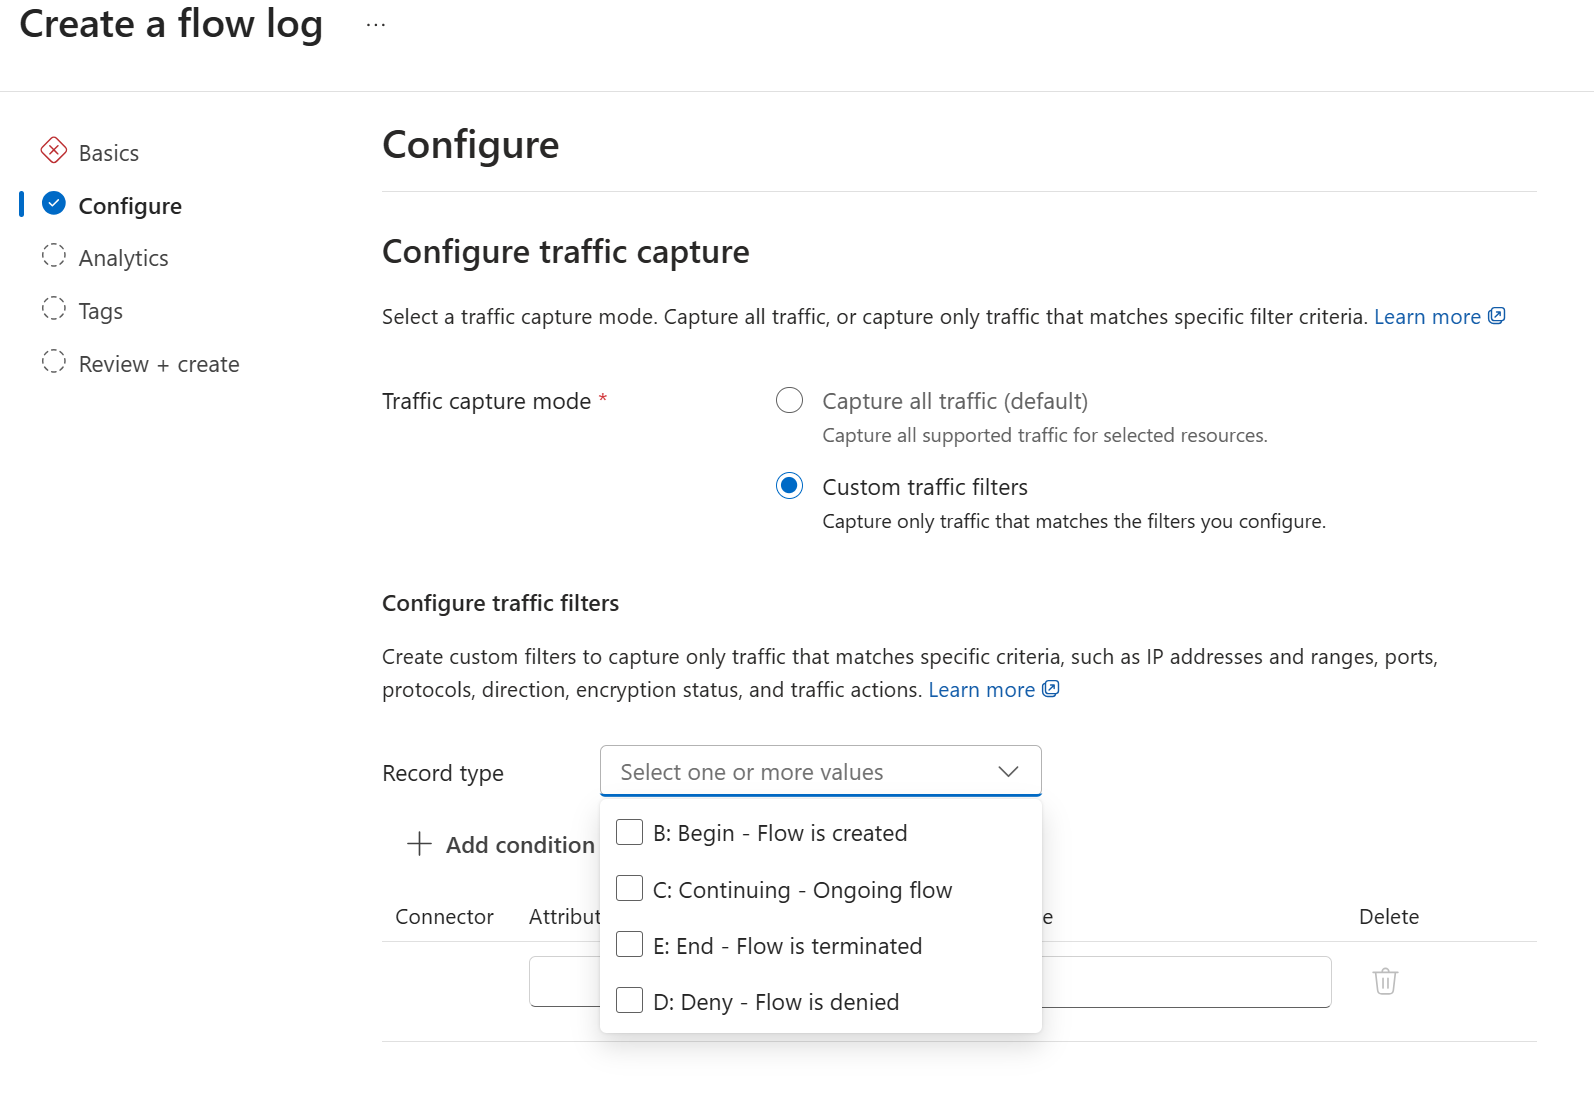 Create a flow log ...
Basics
Configure
Analytics
Tags
Review + create
Configure
Configure traffic capture
Select a traffic capture mode. Capture all traffic, or capture only traffic that matches specific filter criteria. Learn more
Traffic capture mode *
Capture all traffic (default)
Capture all supported traffic for selected resources.
Custom traffic filters
Capture only traffic that matches the filters you configure.
Configure traffic filters
Create custom filters to capture only traffic that matches specific criteria, such as IP addresses and ranges, ports,
protocols, direction, encryption status, and traffic actions. Learn more
Record type
Select one or more values
B: Begin - Flow is created
C: Continuing - Ongoing flow
E: End - Flow is terminated
D: Deny - Flow is denied
Add condition
Connector Delete